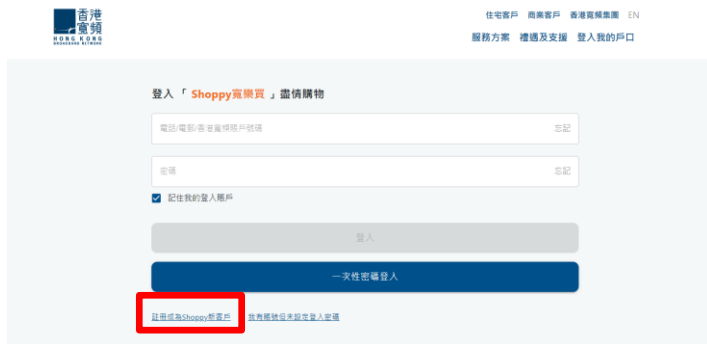 香港
寬頻
HONG KONG
BROADBAND NETWORK
住宅客戶 商業客戶 香港寬頻集團 EN
服務方案 禮遇及支援 登入我的戶口
登入「 Shoppy寬樂買 」盡情購物
電話/電郵/香港寬頻賬戶號碼 忘記
密碼 忘記
記住我的登入賬戶
登入
一次性密碼登入
註冊成為Shoppy新客戶 我有帳號但未設定登入密碼